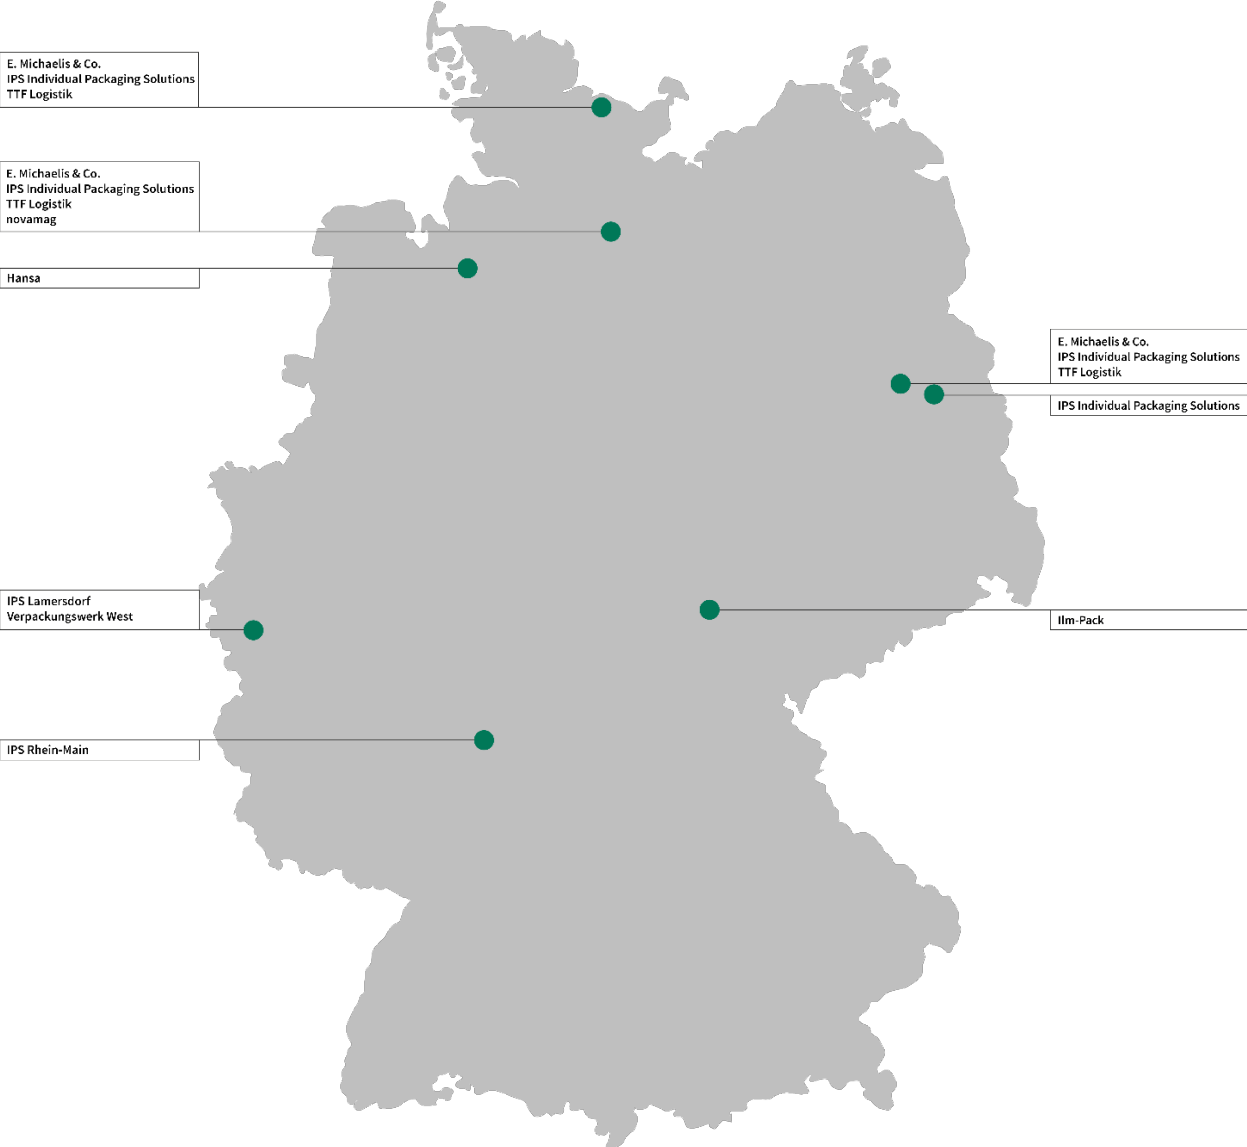 E. Michaelis & Co.
IPS Individual Packaging Solutions
TTF Logistik
E. Michaelis & Co.
IPS Individual Packaging Solutions
TTF Logistik
novamag
Hansa
E. Michaelis & Co.
IPS Individual Packaging Solutions
TTF Logistik
IPS Individual Packaging Solutions
IPS Lamersdorf
Verpackungswerk West
Ilm-Pack
IPS Rhein-Main